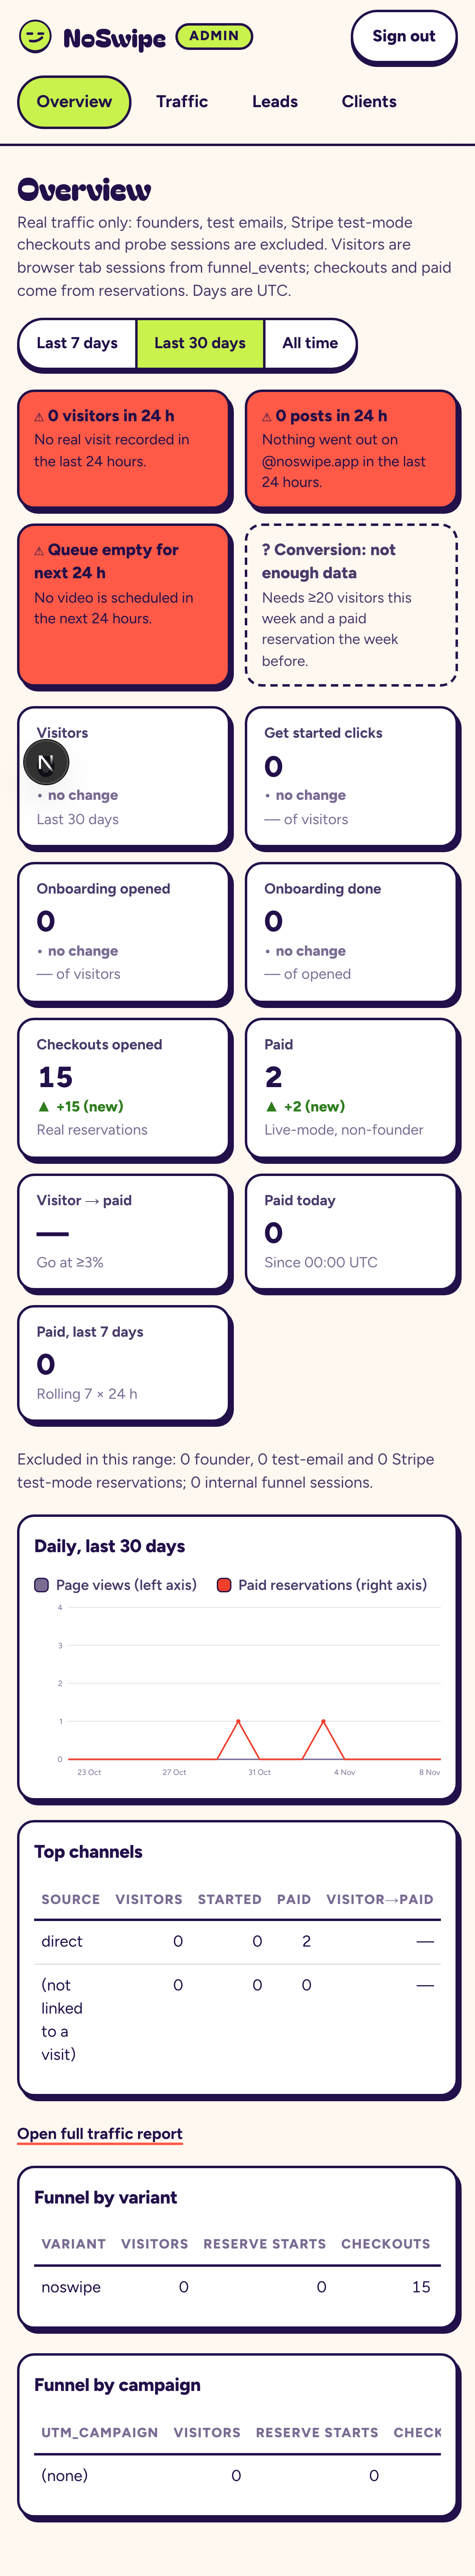 NoSwipe ADMIN Sign out
Overview Traffic Leads Clients
Overview
Real traffic only: founders, test emails, Stripe test-mode
checkouts and probe sessions are excluded. Visitors are
browser tab sessions from funnel_events; checkouts and paid
come from reservations. Days are UTC.
Last 7 days Last 30 days All time
⚠ 0 visitors in 24 h
No real visit recorded in
the last 24 hours.
⚠ 0 posts in 24 h
Nothing went out on
@noswipe.app in the last
24 hours.
⚠ Queue empty for
next 24 h
No video is scheduled in
the next 24 hours.
? Conversion: not
enough data
Needs ≥20 visitors this
week and a paid
reservation the week
before.
Visitors
N
• no change
Last 30 days
Get started clicks
0
• no change
— of visitors
Onboarding opened
0
• no change
— of visitors
Onboarding done
0
• no change
— of opened
Checkouts opened
15
▲ +15 (new)
Real reservations
Paid
2
▲ +2 (new)
Live-mode, non-founder
Visitor → paid
—
Go at ≥3%
Paid today
0
Since 00:00 UTC
Paid, last 7 days
0
Rolling 7 × 24 h
Excluded in this range: 0 founder, 0 test-email and 0 Stripe
test-mode reservations; 0 internal funnel sessions.
Daily, last 30 days
Page views (left axis) Paid reservations (right axis)
4
3
2
1
0
23 Oct 27 Oct 31 Oct 4 Nov 8 Nov
Top channels
SOURCE VISITORS STARTED PAID VISITOR→PAID
direct 0 0 2 —
(not 0 0 0 —
linked
to a
visit)
Open full traffic report
Funnel by variant
VARIANT VISITORS RESERVE STARTS CHECKOUTS
noswipe 0 0 15
Funnel by campaign
UTM_CAMPAIGN VISITORS RESERVE STARTS CHECK
(none) 0 0